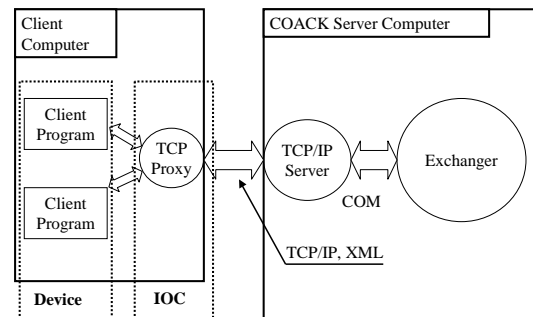 Client
Computer
COACK Server Computer
Client
Program
TCP
Proxy
TCP/IP
Server
Exchanger
Client
Program
COM
TCP/IP, XML
Device
IOC